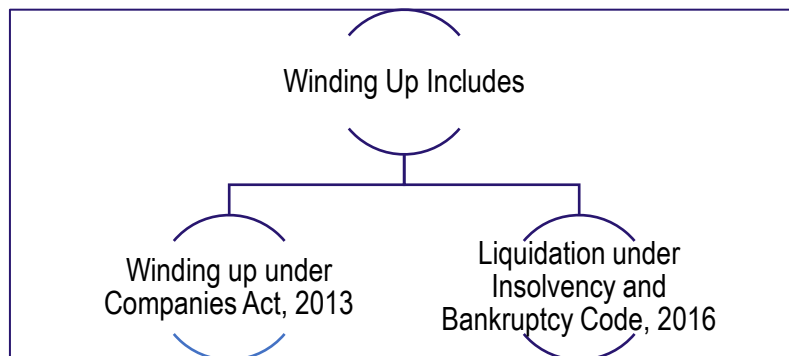 Winding Up Includes
Winding up under
Companies Act, 2013
Liquidation under
Insolvency and
Bankruptcy Code, 2016